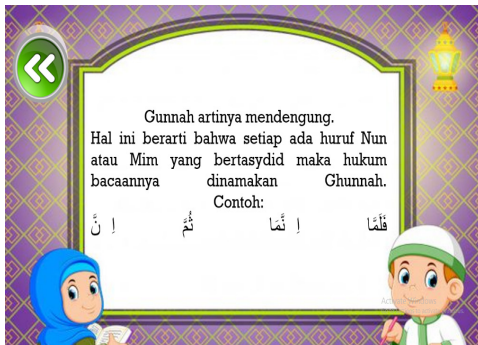 Gunnah artinya mendengung.
Hal ini berarti bahwa setiap ada huruf Nun
atau Mim yang bertasydid maka hukum
bacaannya dinamakan Ghunnah.
Contoh:
فَلَمَّا اِ نَّمَا ثُمَّ اِ نَّ